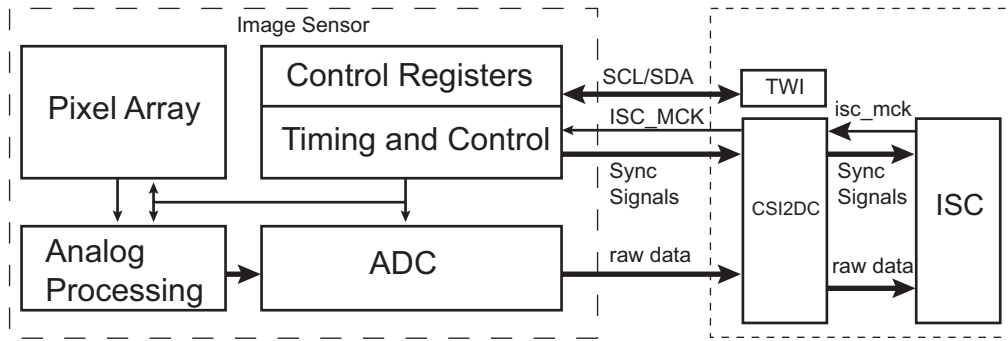 Image Sensor
Pixel Array
Control Registers
Timing and Control
SCL/SDA
TWI
ISC_MCK
isc_mck
Sync
Signals
CSI2DC
Sync
Signals
ISC
Analog
Processing
ADC
raw data
raw data